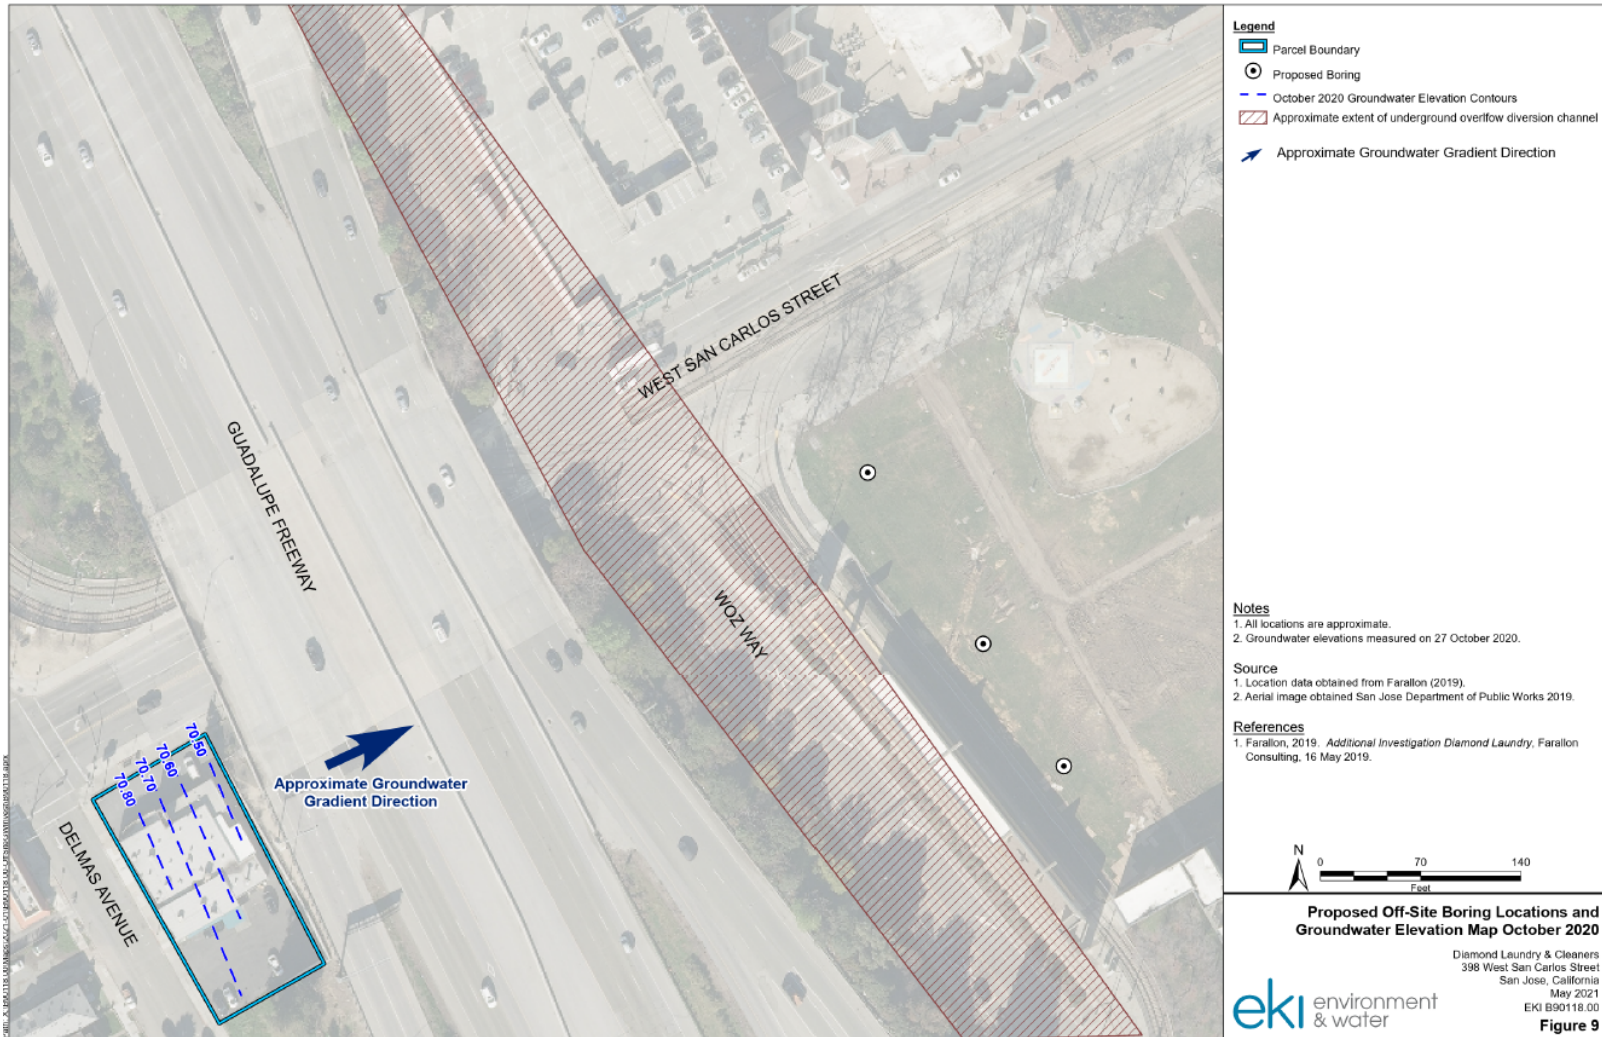 Legend
Parcel Boundary
Proposed Boring
October 2020 Groundwater Elevation Contours
Approximate extent of underground overlfow diversion channel
Approximate Groundwater Gradient Direction
WEST SAN CARLOS STREET
GUADALUPE FREEWAY
WOZ WAY
DELMAS AVENUE
70.50
70.60
70.70
70.80
Approximate Groundwater
Gradient Direction
Notes
1. All locations are approximate.
2. Groundwater elevations measured on 27 October 2020.
Source
1. Location data obtained from Farallon (2019).
2. Aerial image obtained San Jose Department of Public Works 2019.
References
1. Farallon, 2019. Additional Investigation Diamond Laundry, Farallon
Consulting, 16 May 2019.
N
0 70 140
Feet
Proposed Off-Site Boring Locations and
Groundwater Elevation Map October 2020
Diamond Laundry & Cleaners
398 West San Carlos Street
San Jose, California
May 2021
EKI B90118.00
Figure 9
eki environment
& water